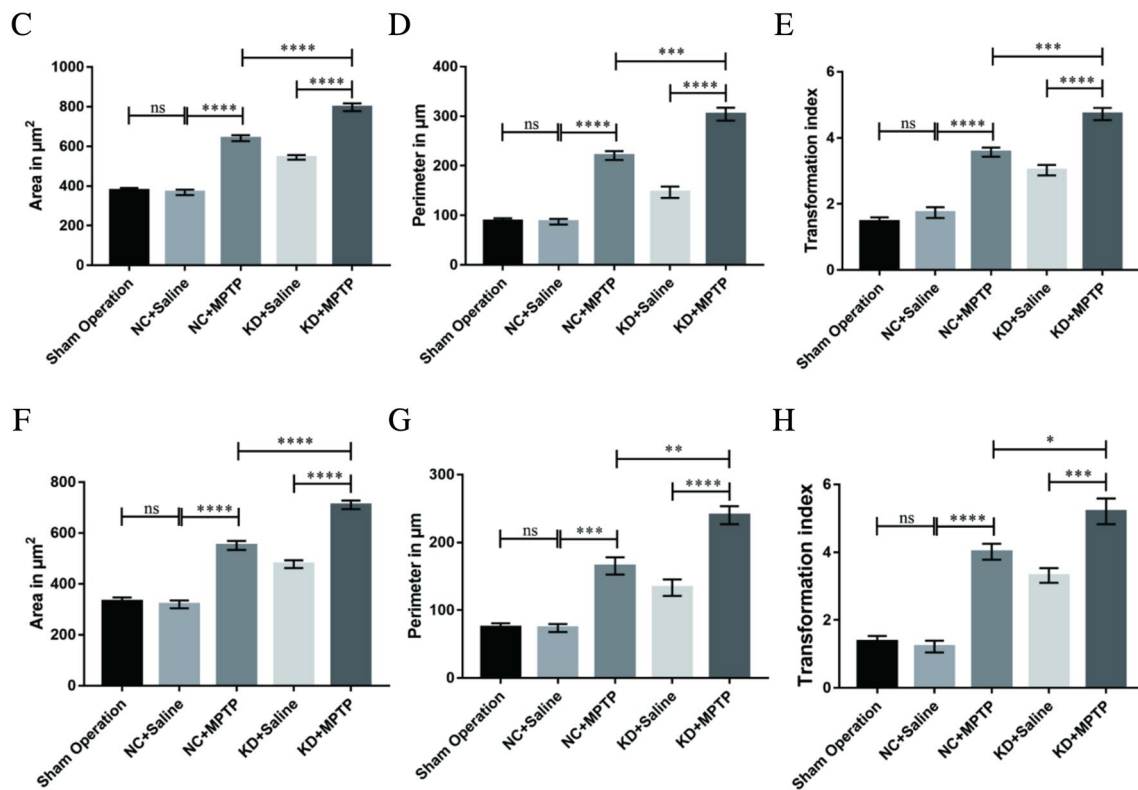 C
****
***
****
ns
****
1000
800
600
400
200
0
Area in µm²
Sham Operation
NC+Saline
NC+MPTP
KD+Saline
KD+MPTP
D
***
****
ns
****
400
300
200
100
0
Perimeter in µm
Sham Operation
NC+Saline
NC+MPTP
KD+Saline
KD+MPTP
E
***
****
ns
****
6
4
2
0
Transformation index
Sham Operation
NC+Saline
NC+MPTP
KD+Saline
KD+MPTP
F
****
****
ns
****
800
600
400
200
0
Area in µm²
Sham Operation
NC+Saline
NC+MPTP
KD+Saline
KD+MPTP
G
**
****
ns
***
300
200
100
0
Perimeter in µm
Sham Operation
NC+Saline
NC+MPTP
KD+Saline
KD+MPTP
H
*
***
ns
****
6
4
2
0
Transformation index
Sham Operation
NC+Saline
NC+MPTP
KD+Saline
KD+MPTP